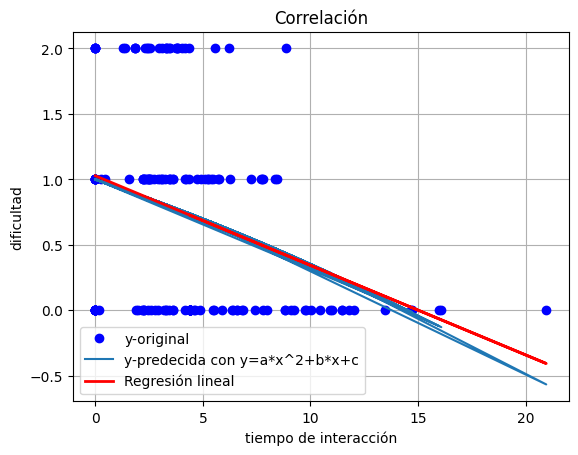 Correlación
2.0
1.5
1.0
0.5
0.0
−0.5
dificultad
y-original
y-predecida con y=a*x^2+b*x+c
Regresión lineal
0
5
10
15
20
tiempo de interacción